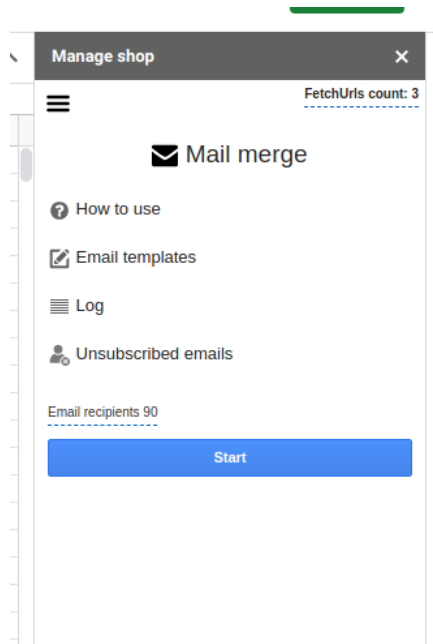 Manage shop
FetchUrls count: 3
Mail merge
How to use
Email templates
Log
Unsubscribed emails
Email recipients 90
Start